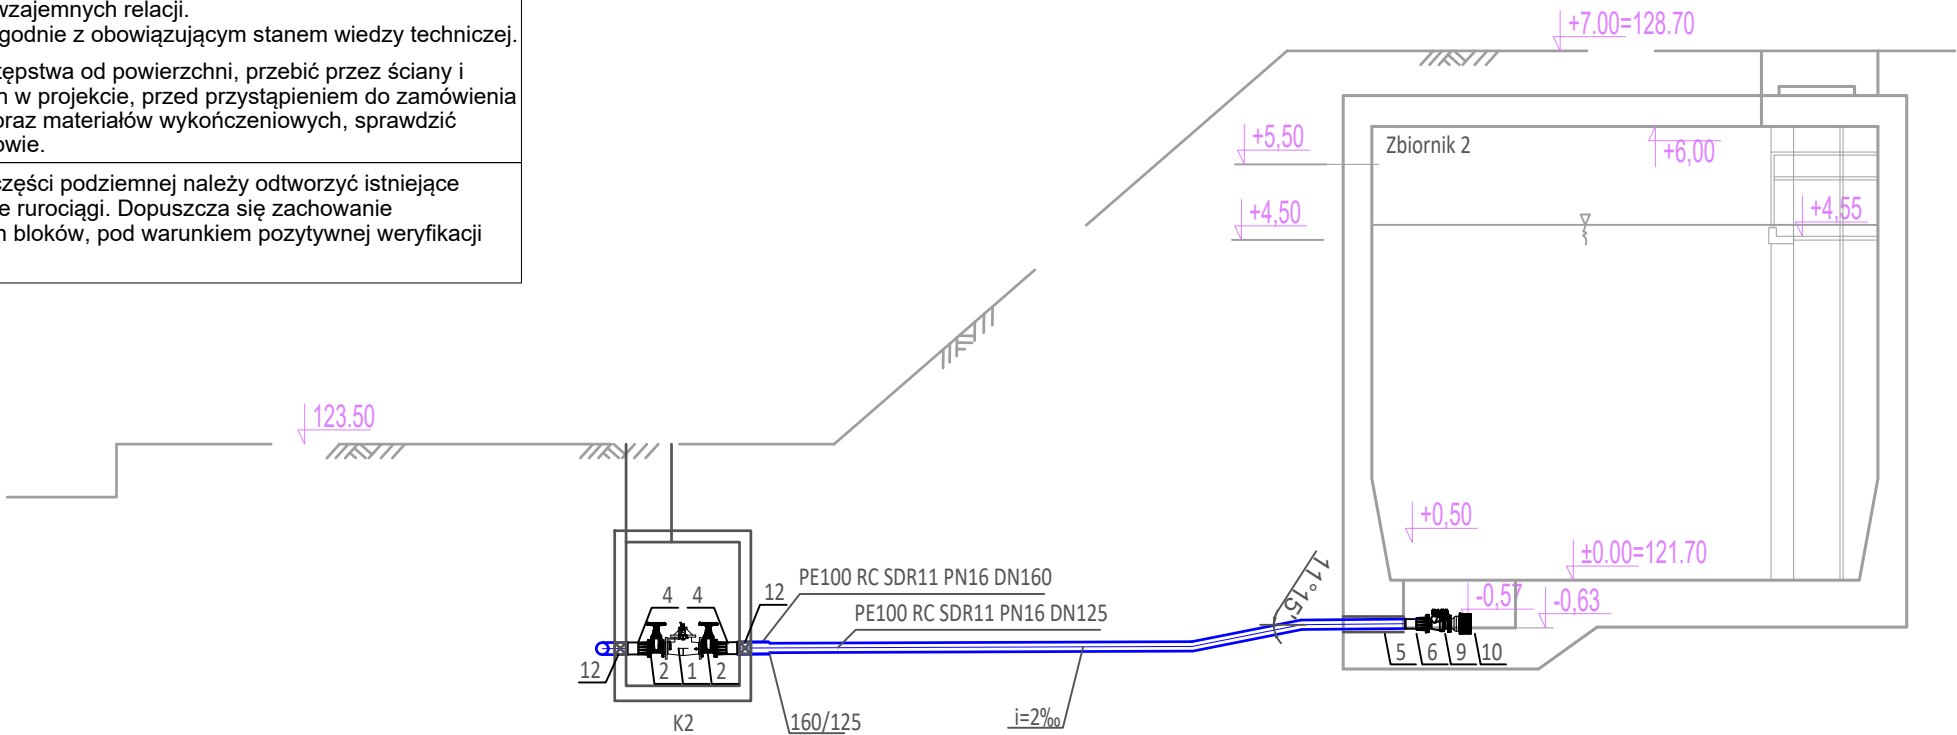 wzajemnych relacji.
godnie z obowiązującym stanem wiedzy techniczej.
tępstwa od powierzchni, przebić przez ściany i
w projekcie, przed przystąpieniem do zamówienia
oraz materiałów wykończeniowych, sprawdzić
owie.
części podziemnej należy odtworzyć istniejące
e rurociągi. Dopuszcza się zachowanie
bloków, pod warunkiem pozytywnej weryfikacji
+7.00=128.70
+5,50
Zbiornik 2
+6,00
+4,50
+4,55
123.50
+0,50
±0.00=121.70
11°15'
PE100 RC SDR11 PN16 DN160
4 4
12
-0,57
-0,63
PE100 RC SDR11 PN16 DN125
12
2 1 2
5 6 9 10
K2
160/125
i=2‰